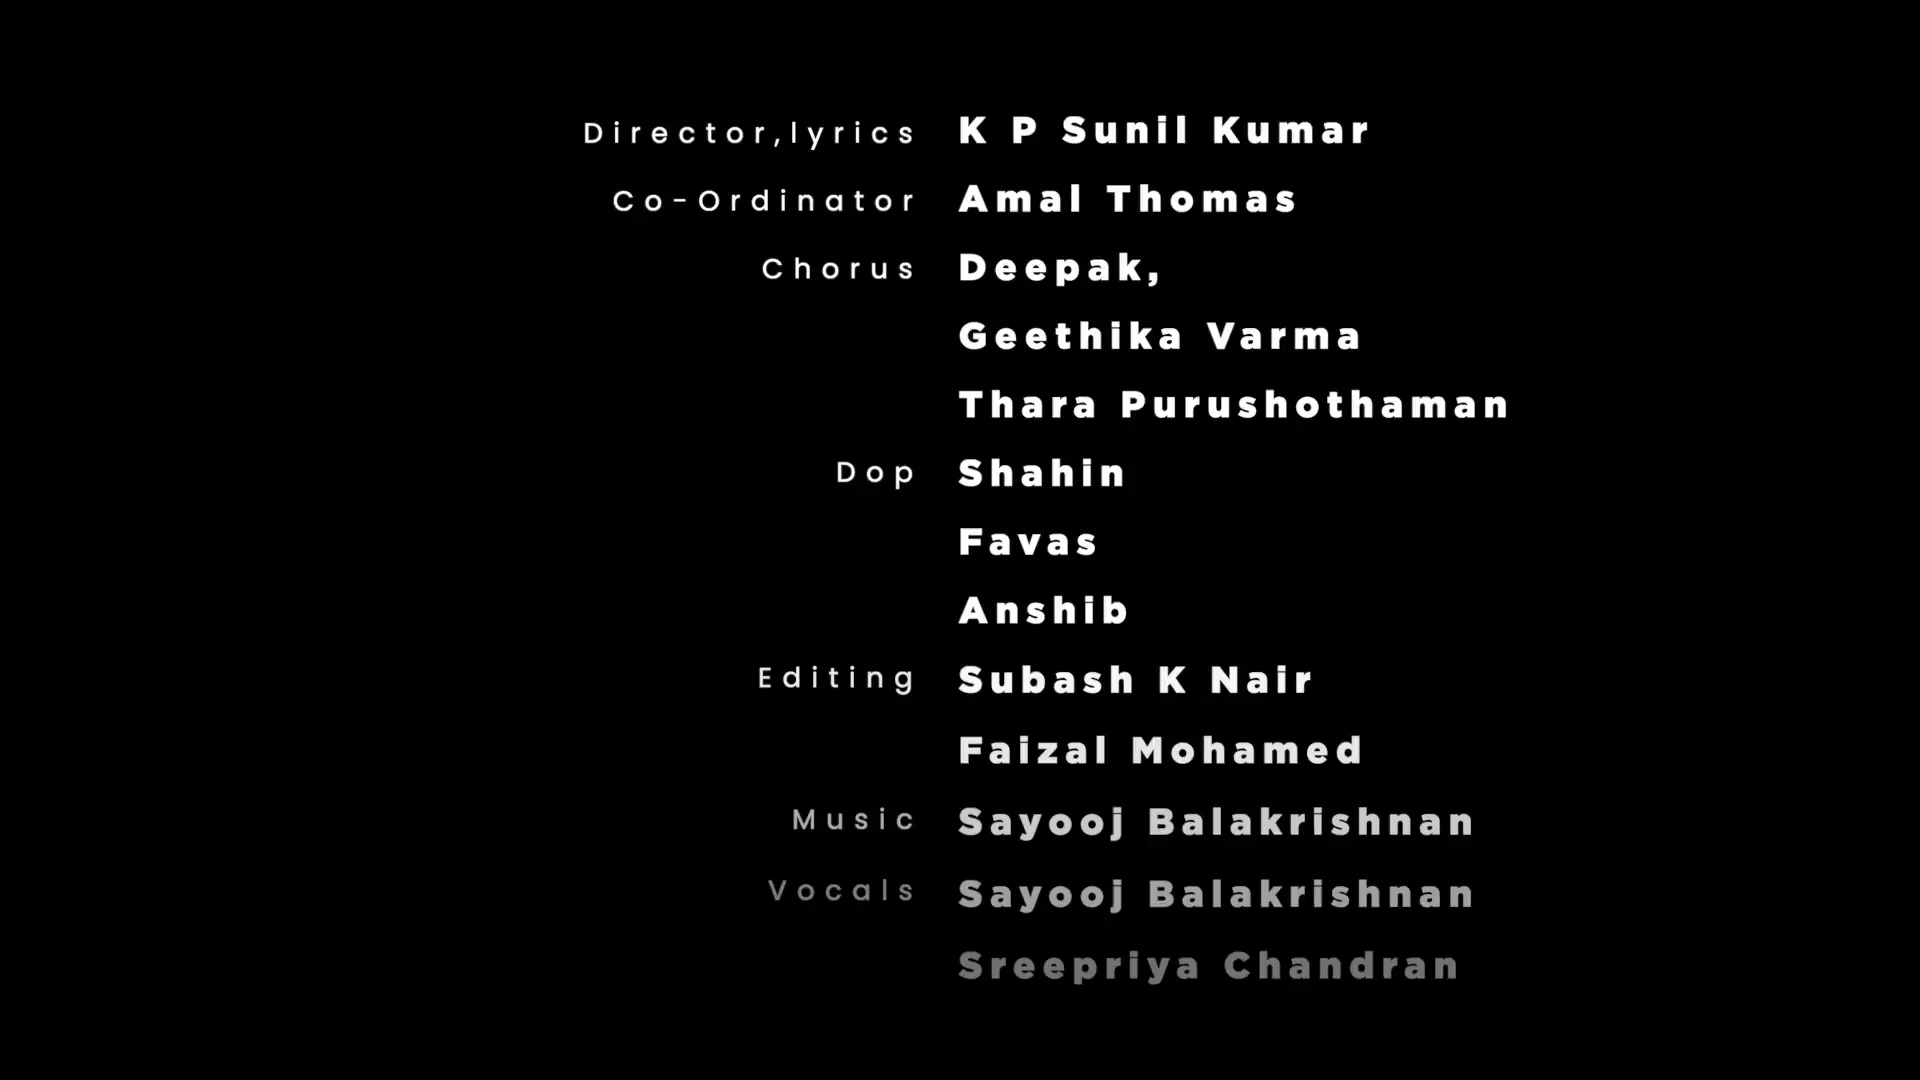 Director,lyrics K P Sunil Kumar
Co-Ordinator Amal Thomas
Chorus Deepak,
Geethika Varma
Thara Purushothaman
Dop Shahin
Favas
Anshib
Editing Subash K Nair
Faizal Mohamed
Music Sayooj Balakrishnan
Vocals Sayooj Balakrishnan
Sreepriya Chandran